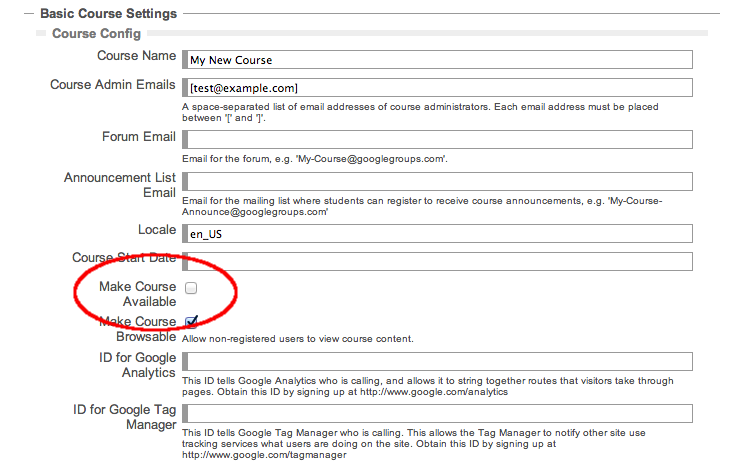 Basic Course Settings
Course Config
Course Name My New Course
Course Admin Emails [test@example.com]
A space-separated list of email addresses of course administrators. Each email address must be placed
between '[' and ']'.
Forum Email
Email for the forum, e.g. 'My-Course@googlegroups.com'.
Announcement List
Email
Email for the mailing list where students can register to receive course announcements, e.g. 'My-Course-
Announce@googlegroups.com'
Locale en_US
Course Start Date
Make Course
Available
Make Course
Browsable Allow non-registered users to view course content.
ID for Google
Analytics
This ID tells Google Analytics who is calling, and allows it to string together routes that visitors take through
pages. Obtain this ID by signing up at http://www.google.com/analytics
ID for Google Tag
Manager
This ID tells Google Tag Manager who is calling. This allows the Tag Manager to notify other site use
tracking services what users are doing on the site. Obtain this ID by signing up at
http://www.google.com/tagmanager